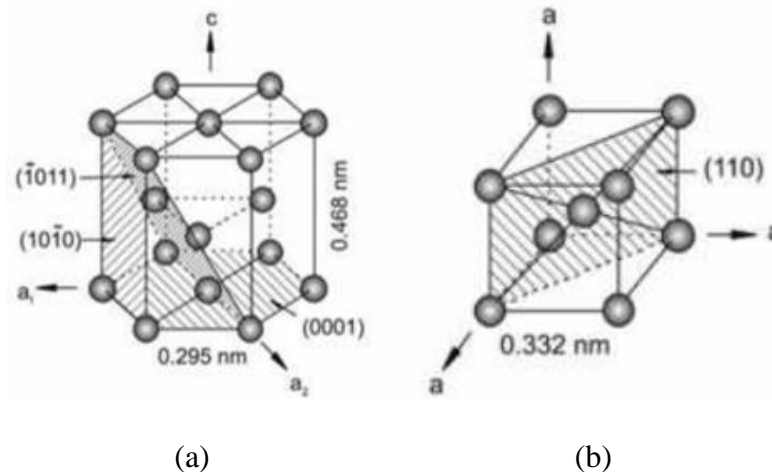 c
(1̄011)
(101̄0)
0.468 nm
a₁
(0001)
0.295 nm
a₂
a
(110)
a
0.332 nm
a
(a)
(b)